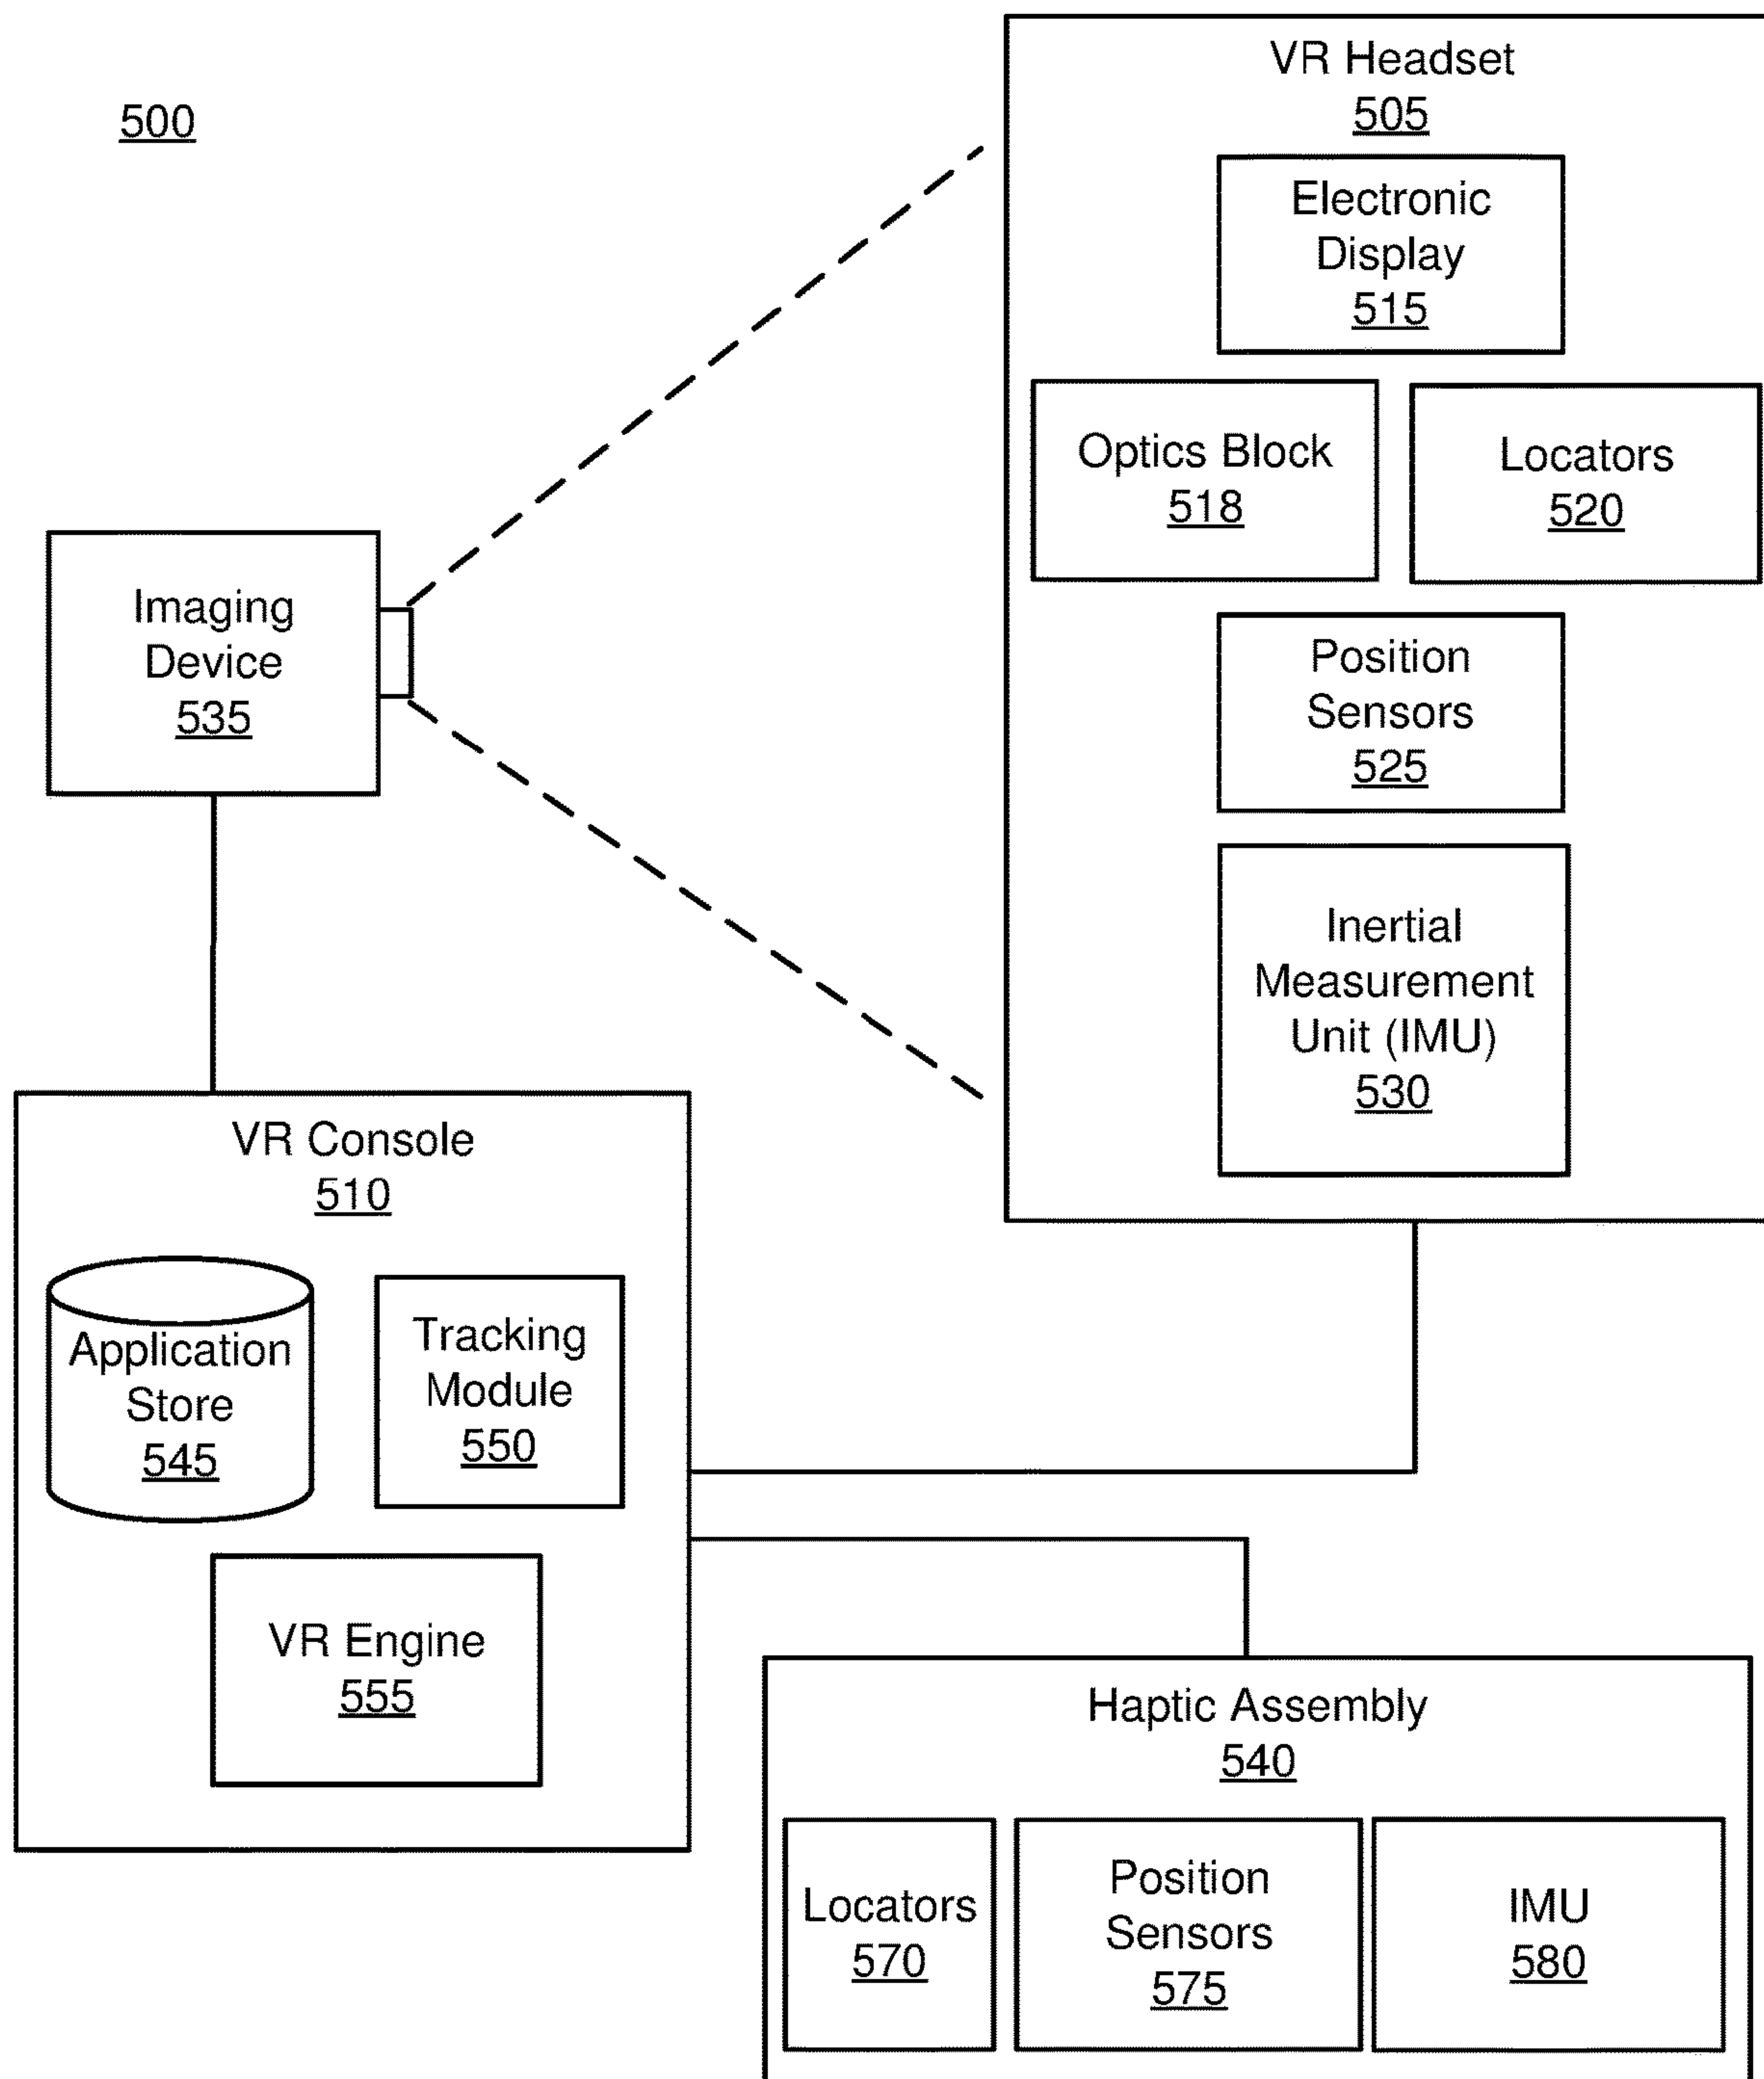 500
VR Headset
505
Electronic
Display
515
Optics Block
518
Locators
520
Position
Sensors
525
Inertial
Measurement
Unit (IMU)
530
Imaging
Device
535
VR Console
510
Application
Store
545
Tracking
Module
550
VR Engine
555
Haptic Assembly
540
Locators
570
Position
Sensors
575
IMU
580